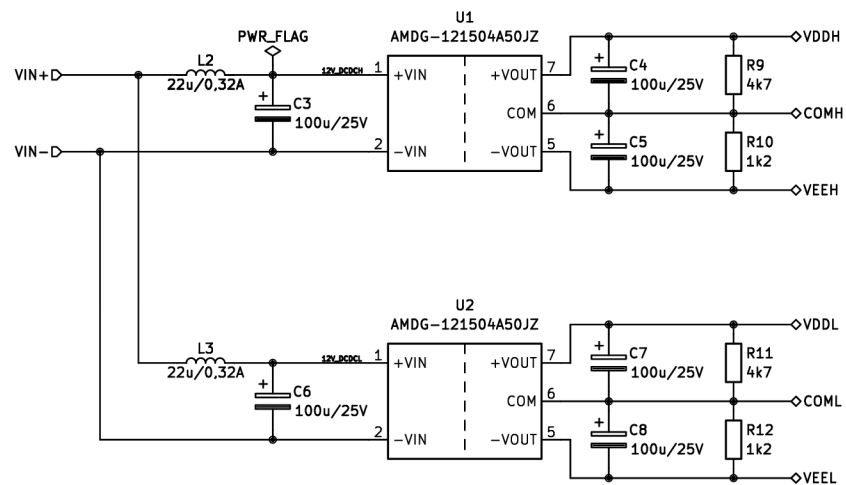 U1
PWR_FLAG
AMDG-121504A50JZ
VDDH
L2
C4
R9
VIN+
12V_DCDCH
1
+VIN
+VOUT
7
22u/0,32A
100u/25V
4k7
C3
COM
6
COMH
100u/25V
C5
R10
VIN-
2
-VIN
-VOUT
5
100u/25V
1k2
VEEH
U2
AMDG-121504A50JZ
VDDL
L3
C7
R11
12V_DCDCL
1
+VIN
+VOUT
7
22u/0,32A
100u/25V
4k7
C6
COM
6
COML
100u/25V
C8
R12
2
-VIN
-VOUT
5
100u/25V
1k2
VEEL